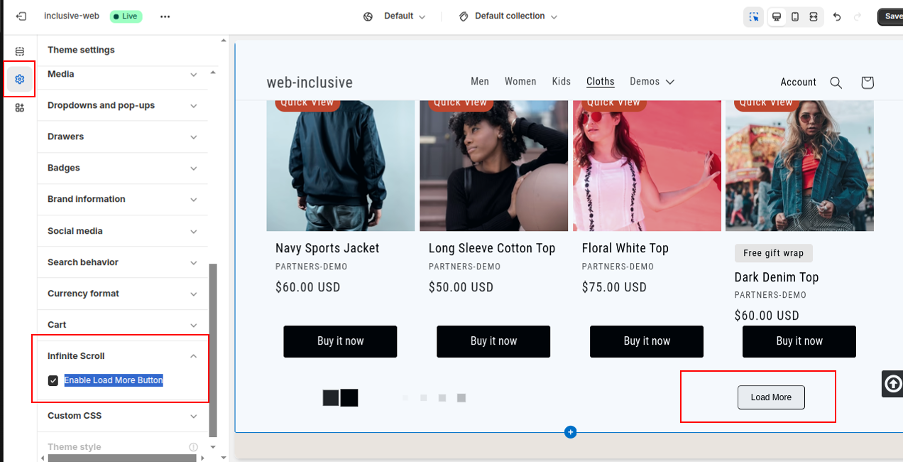 inclusive-web
Live
Default
Default collection
Save
Theme settings
Media
Dropdowns and pop-ups
Drawers
Badges
Brand information
Social media
Search behavior
Currency format
Cart
Infinite Scroll
Enable Load More Button
Custom CSS
Theme style
web-inclusive
Men Women Kids Cloths Demos
Account
Quick View Quick View Quick View Quick View
Navy Sports Jacket
PARTNERS-DEMO
$60.00 USD
Buy it now
Long Sleeve Cotton Top
PARTNERS-DEMO
$50.00 USD
Buy it now
Floral White Top
PARTNERS-DEMO
$75.00 USD
Buy it now
Free gift wrap
Dark Denim Top
PARTNERS-DEMO
$60.00 USD
Buy it now
Load More